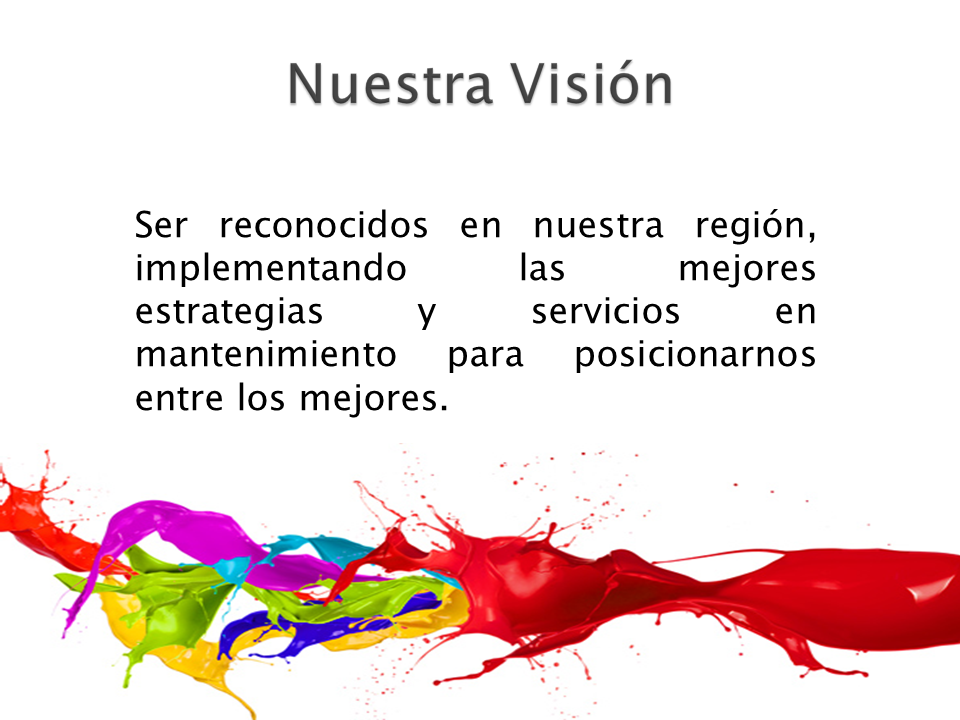 Nuestra Visión
Ser reconocidos en nuestra región,
implementando las mejores
estrategias y servicios en
mantenimiento para posicionarnos
entre los mejores.